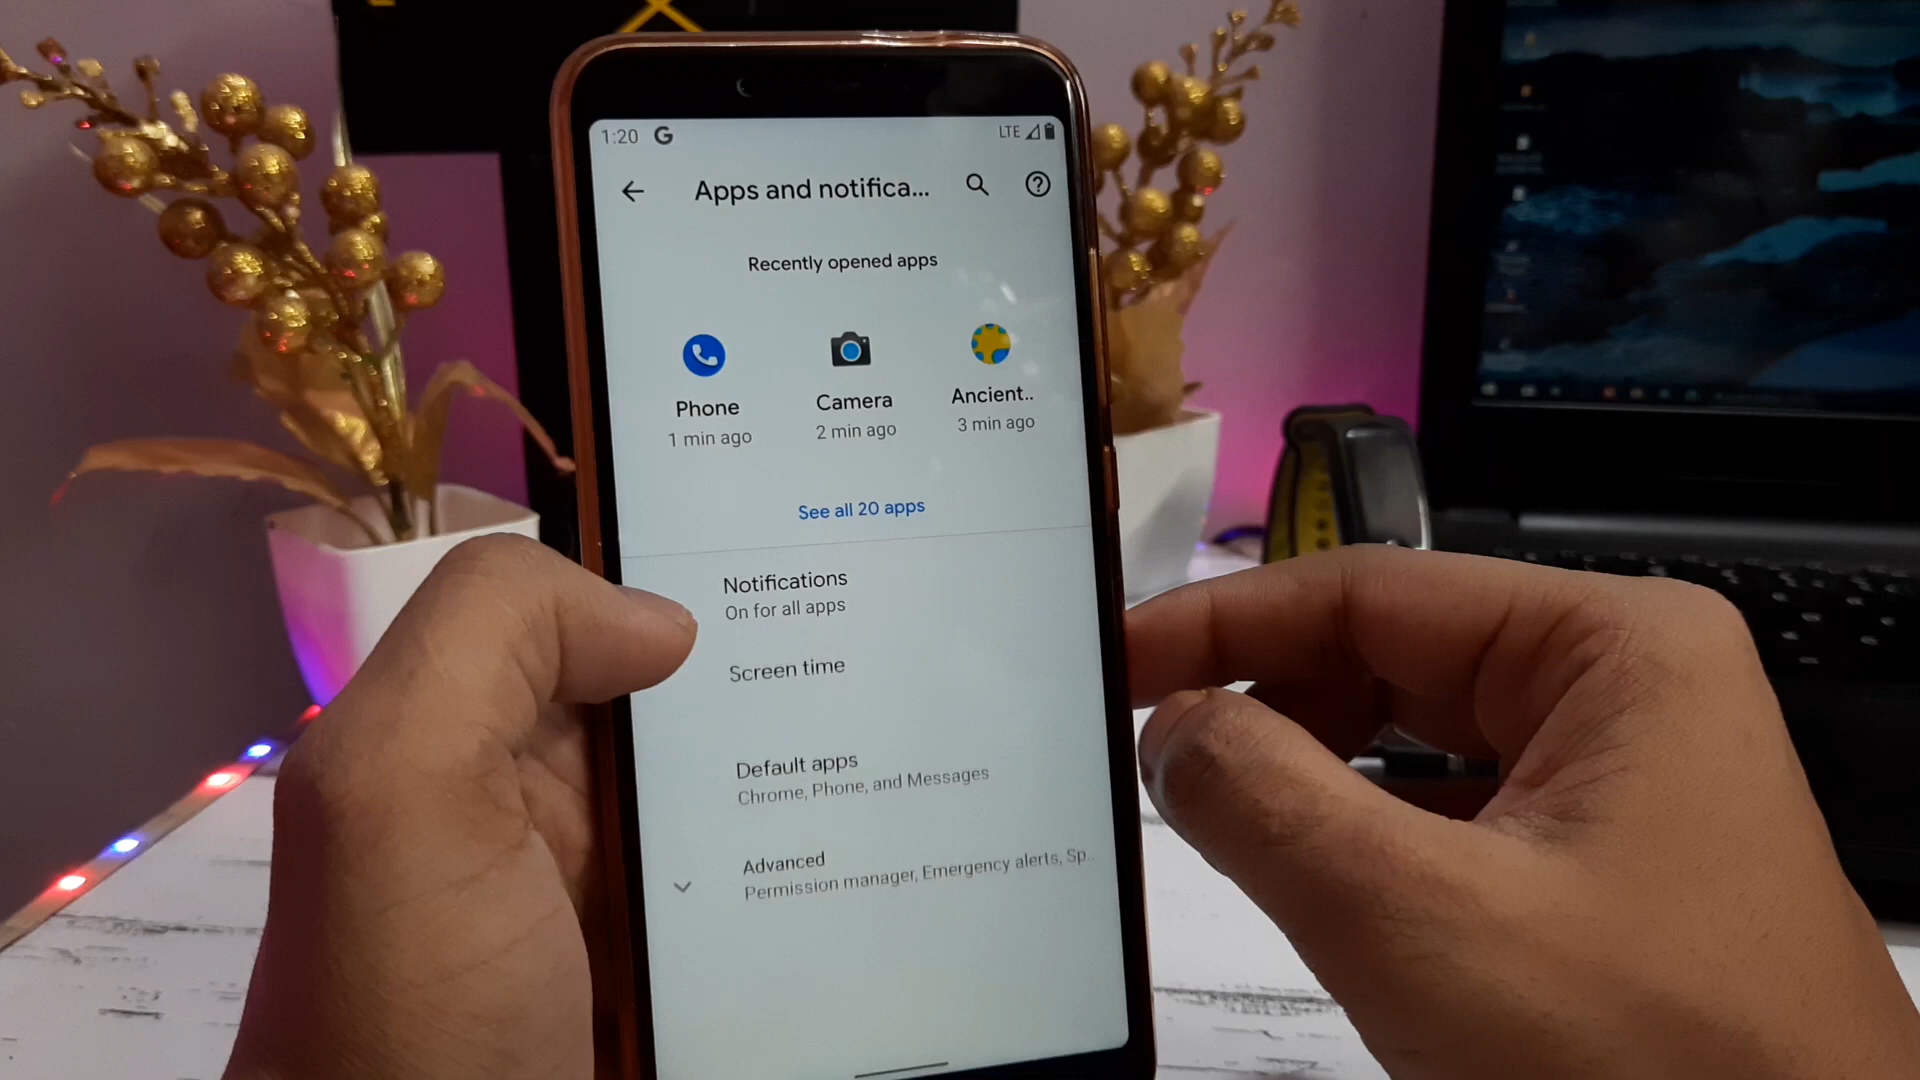 1:20 G LTE
Apps and notifica...
Recently opened apps
Phone
1 min ago
Camera
2 min ago
Ancient..
3 min ago
See all 20 apps
Notifications
On for all apps
Screen time
Default apps
Chrome, Phone, and Messages
Advanced
Permission manager, Emergency alerts, Sp..